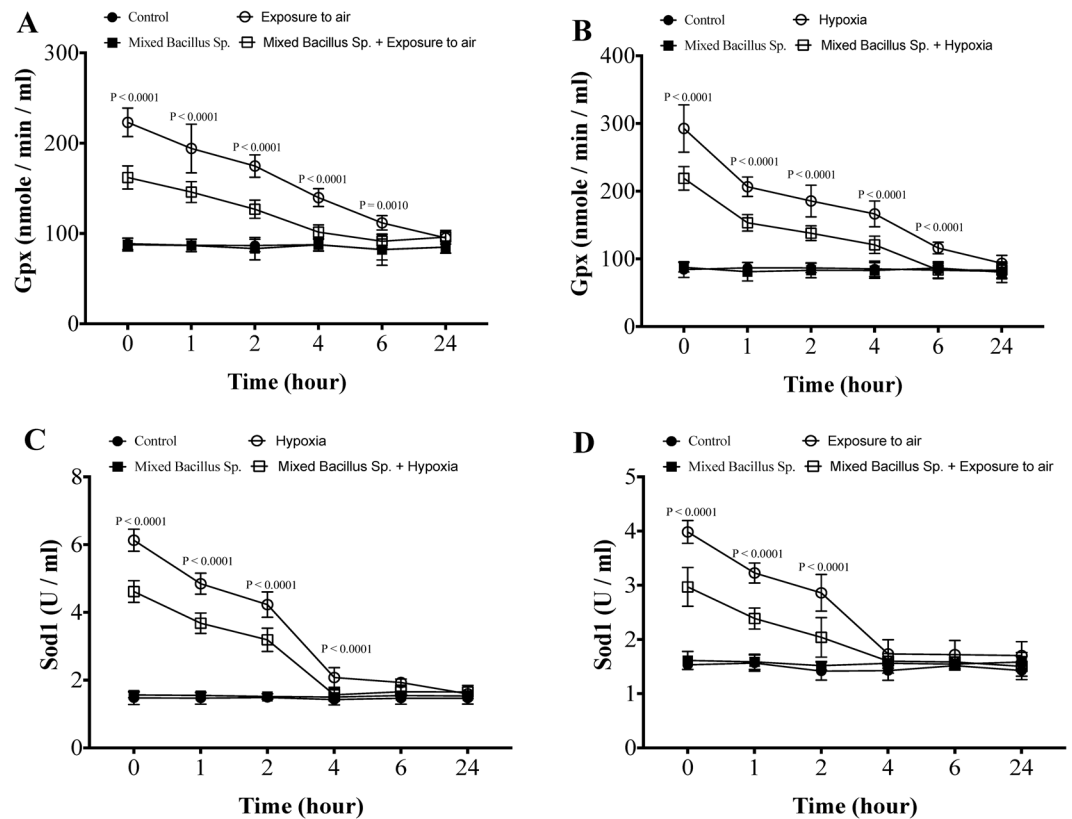 A
Control
Exposure to air
Mixed Bacillus Sp.
Mixed Bacillus Sp. + Exposure to air
Gpx (nmole / min / ml)
300
200
100
0
P < 0.0001
P < 0.0001
P < 0.0001
P < 0.0001
P = 0.0010
0 1 2 4 6 24
Time (hour)
B
Control
Hypoxia
Mixed Bacillus Sp.
Mixed Bacillus Sp. + Hypoxia
Gpx (nmole / min / ml)
400
300
200
100
0
P < 0.0001
P < 0.0001
P < 0.0001
P < 0.0001
P < 0.0001
0 1 2 4 6 24
Time (hour)
C
Control
Hypoxia
Mixed Bacillus Sp.
Mixed Bacillus Sp. + Hypoxia
Sod1 (U / ml)
8
6
4
2
0
P < 0.0001
P < 0.0001
P < 0.0001
P < 0.0001
0 1 2 4 6 24
Time (hour)
D
Control
Exposure to air
Mixed Bacillus Sp.
Mixed Bacillus Sp. + Exposure to air
Sod1 (U / ml)
5
4
3
2
1
0
P < 0.0001
P < 0.0001
P < 0.0001
0 1 2 4 6 24
Time (hour)